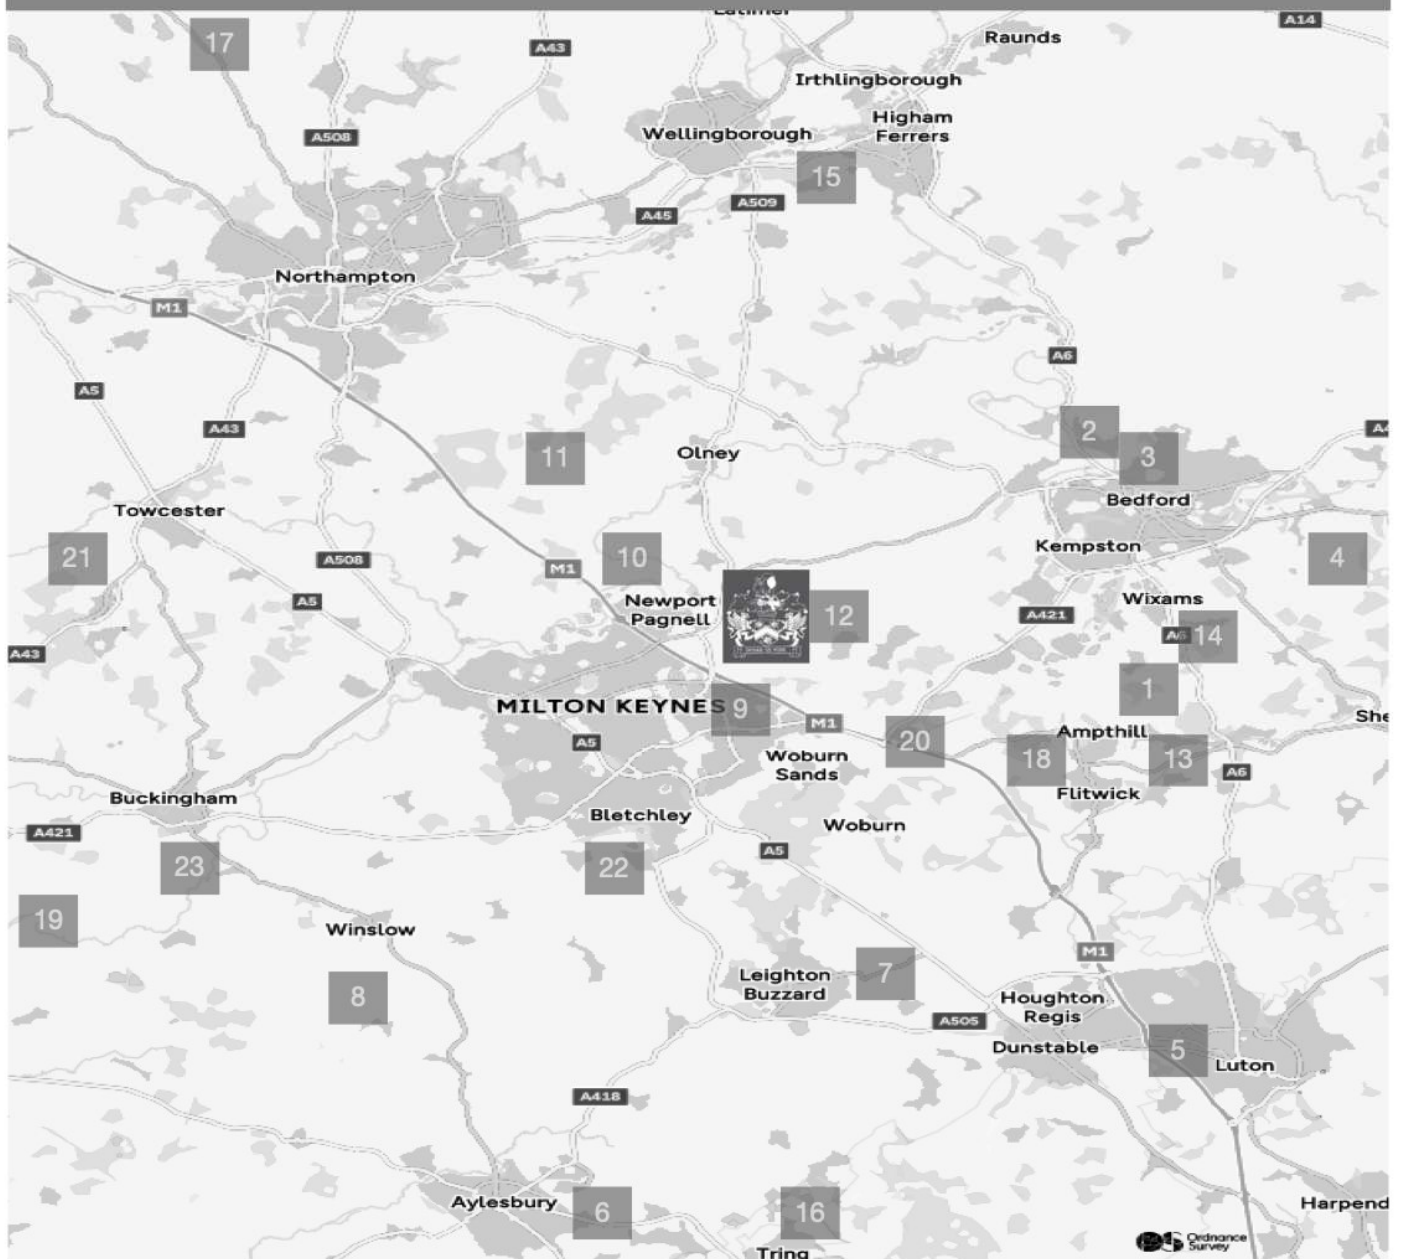 Latimer
17
A43
A14
Raunds
Irthlingborough
A508
Wellingborough
Higham
Ferrers
15
A45
A509
Northampton
M1
A6
A5
A43
2
11
Olney
3
Bedford
Towcester
21
A508
M1
10
Kempston
4
A5
Newport
Pagnell
12
Wixams
A421
A6
14
A43
1
MILTON KEYNES
9
M1
A5
20
Ampthill
18
13
Woburn
Sands
A6
Flitwick
Buckingham
Bletchley
Woburn
A421
A5
23
22
19
Winslow
M1
7
Leighton
Buzzard
8
Houghton
Regis
A505
Dunstable
5
Luton
A418
Aylesbury
6
16
Harpend
Tring
Ordnance
Survey